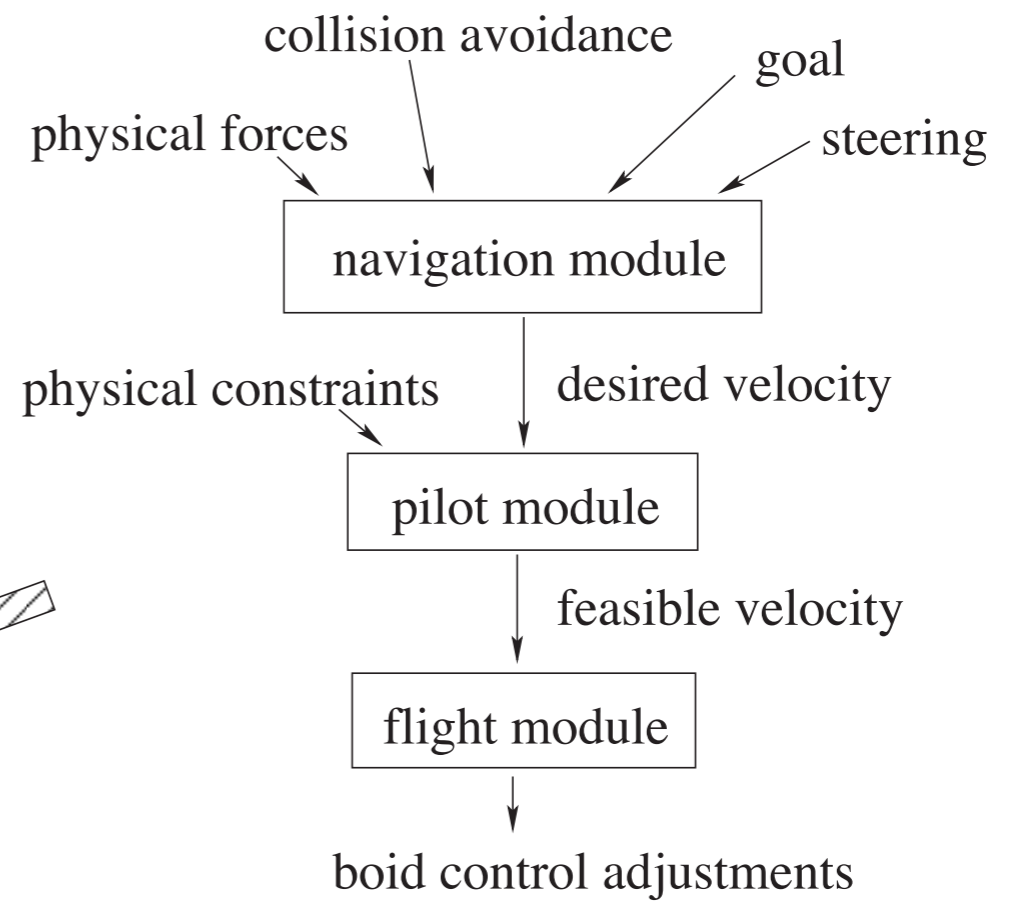 collision avoidance
goal
physical forces
steering
navigation module
physical constraints
desired velocity
pilot module
feasible velocity
flight module
boid control adjustments